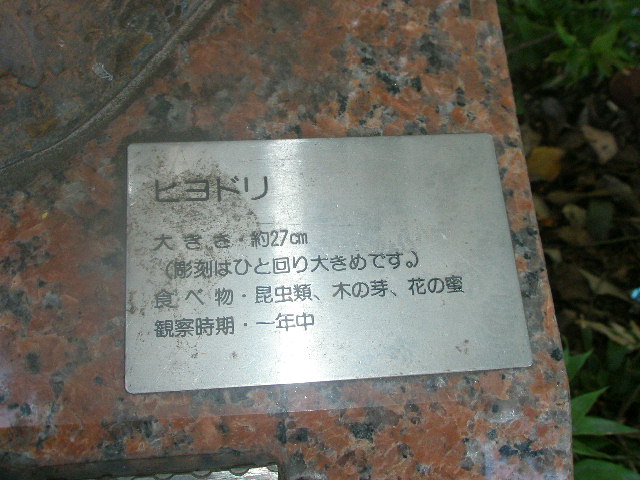 ヒヨドリ
大きさ・約27cm
(彫刻はひと回り大きめです。)
食べ物・昆虫類、木の芽、花の蜜
観察時期・一年中